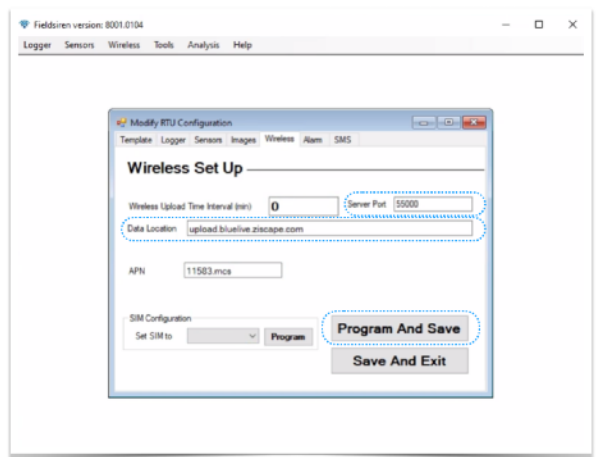 Fieldsiren version: 8001.0104
Logger Sensors Wireless Tools Analysis Help
Modify RTU Configuration
Template Logger Sensors Images Wireless Alarm SMS
Wireless Set Up
Wireless Upload Time Interval (min) 0 Server Port 55000
Data Location upload.bluelive.ziscape.com
APN 11583.mcs
SIM Configuration
Set SIM to Program
Program And Save
Save And Exit